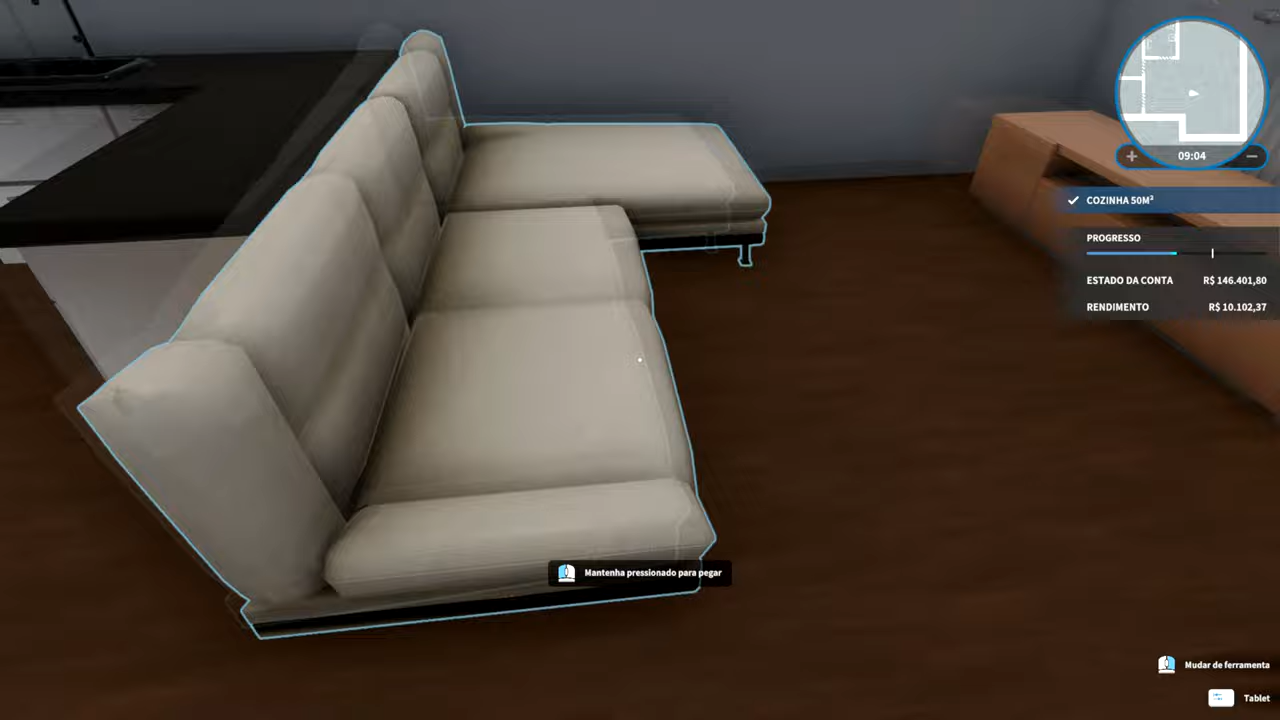 09:04
COZINHA 50M²
PROGRESSO
ESTADO DA CONTA R$ 146.401,80
RENDIMENTO R$ 10.102,37
Mantenha pressionado para pegar
Mudar de ferramenta
Tablet